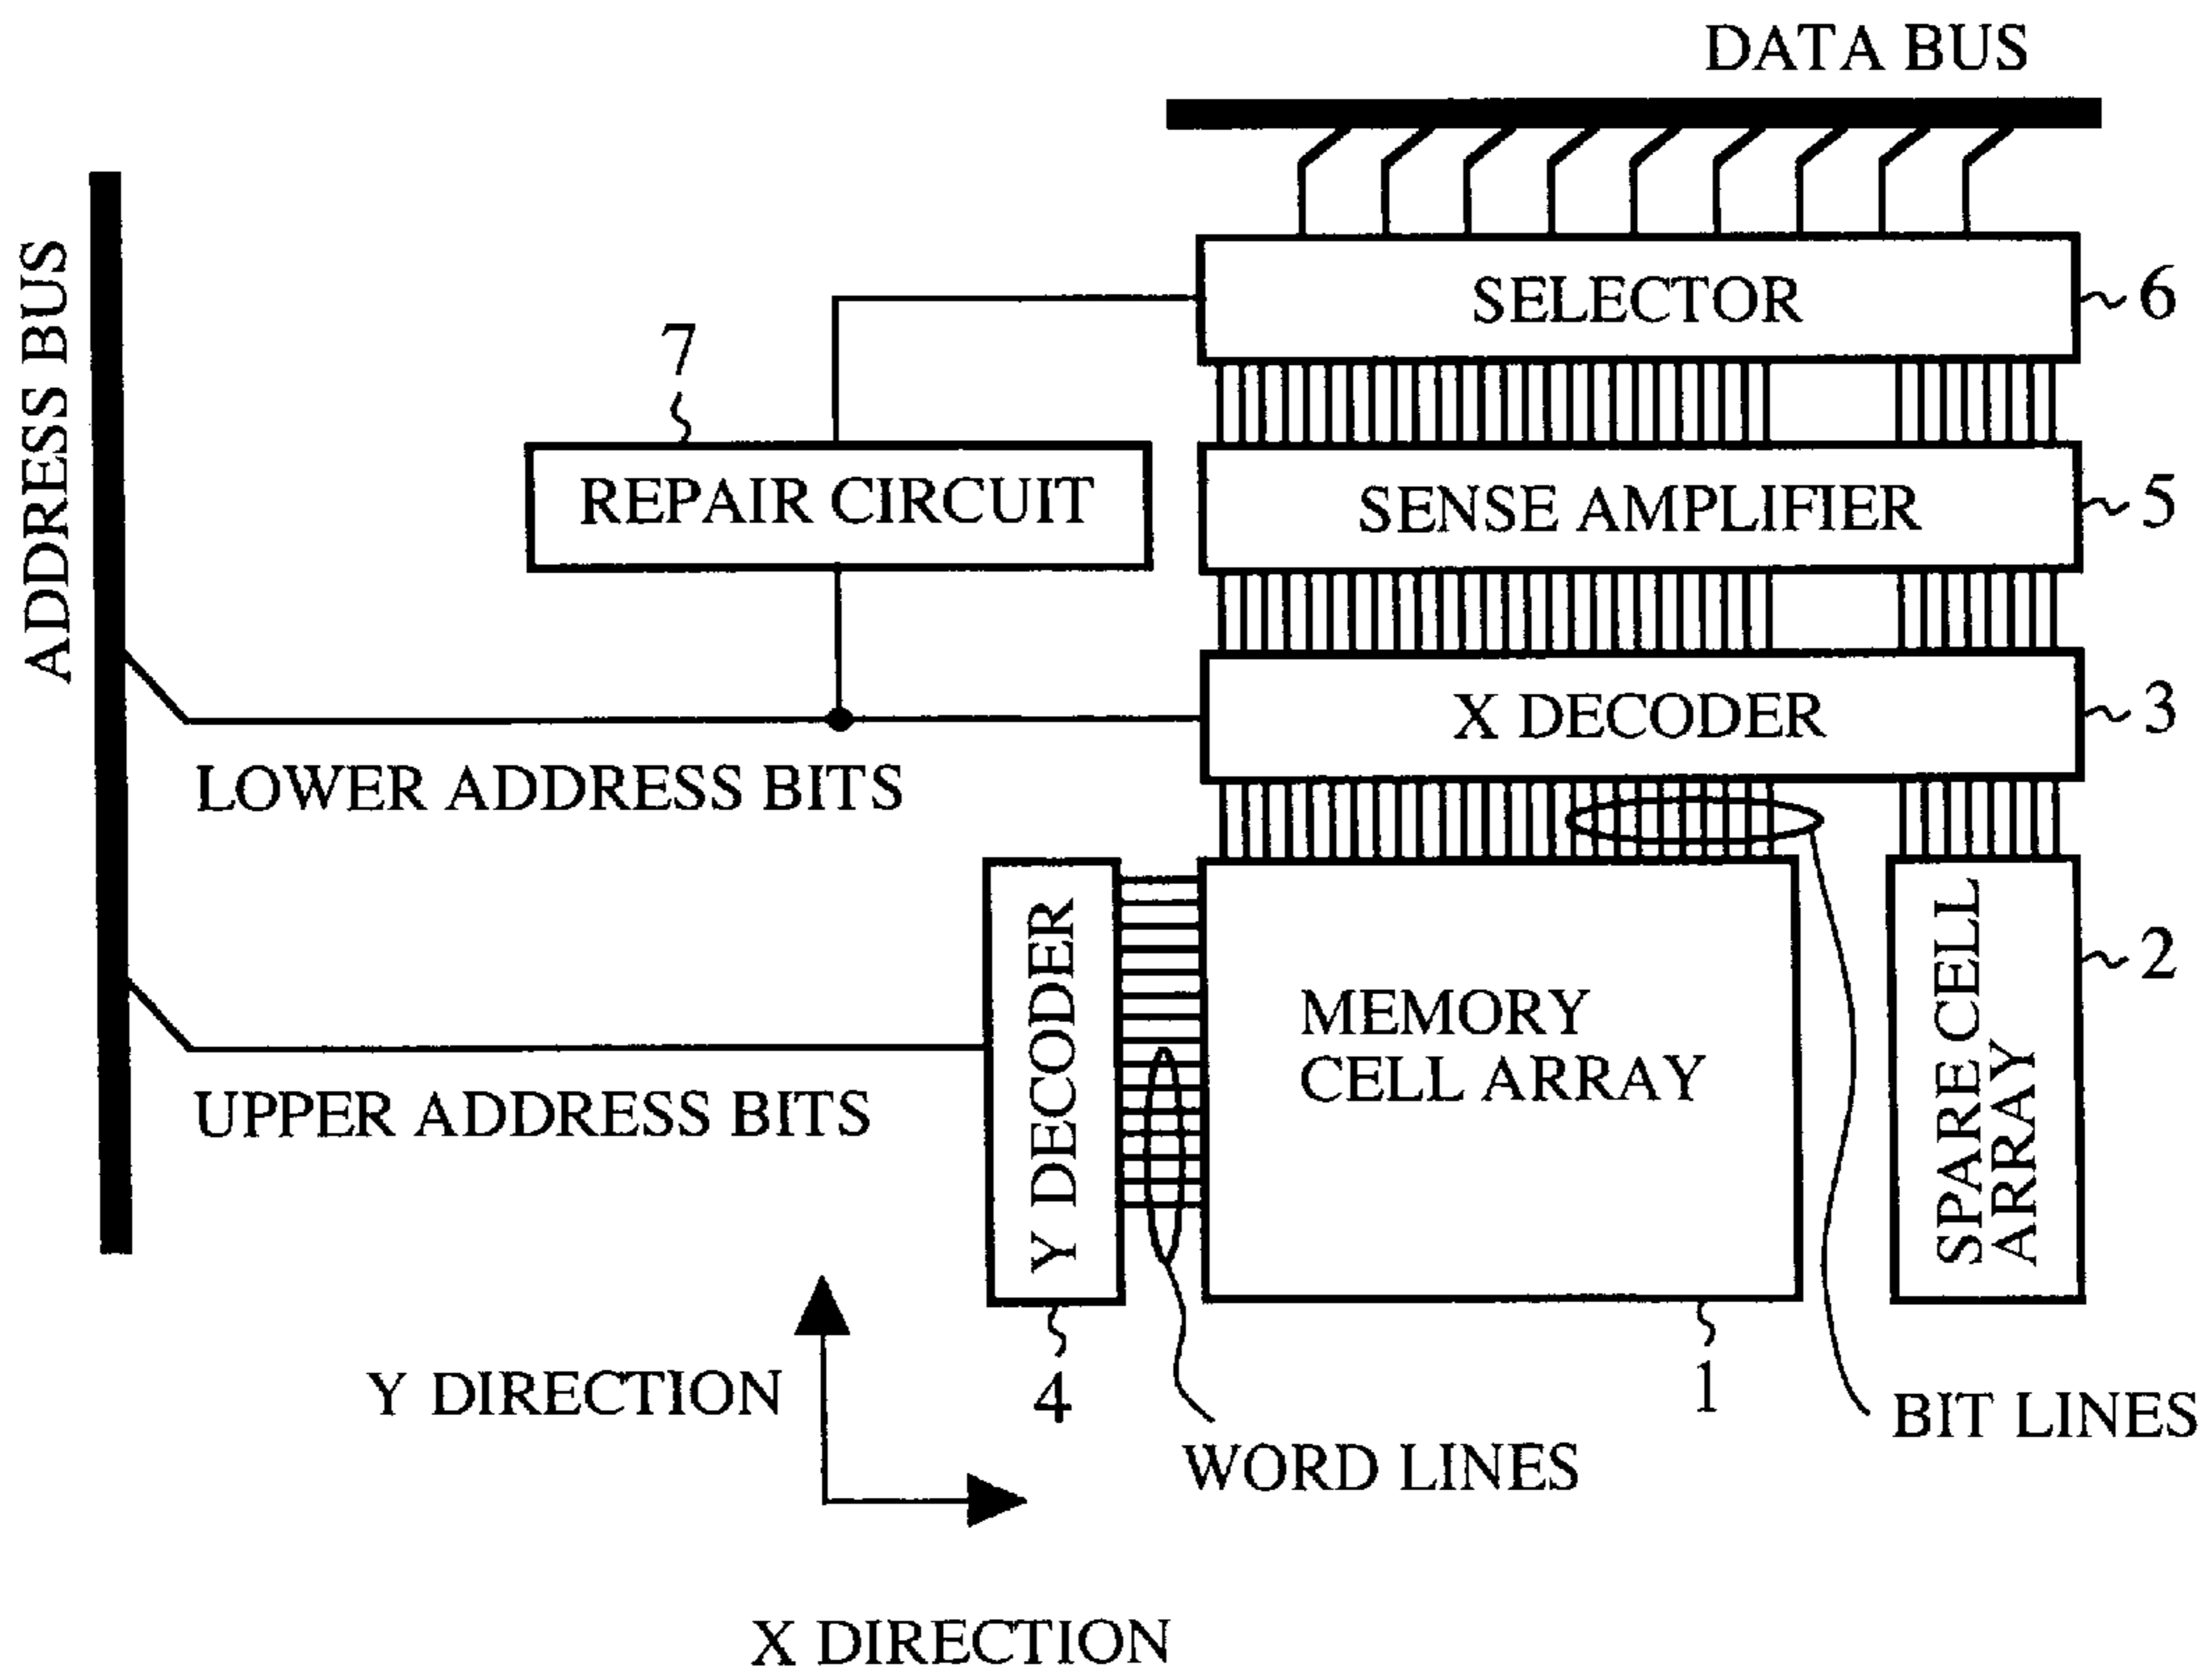 DATA BUS
ADDRESS BUS
SELECTOR
6
7
REPAIR CIRCUIT
SENSE AMPLIFIER
5
X DECODER
3
LOWER ADDRESS BITS
Y DECODER
MEMORY
CELL ARRAY
SPARE CELL
ARRAY
2
UPPER ADDRESS BITS
Y DIRECTION
4
1
BIT LINES
WORD LINES
X DIRECTION